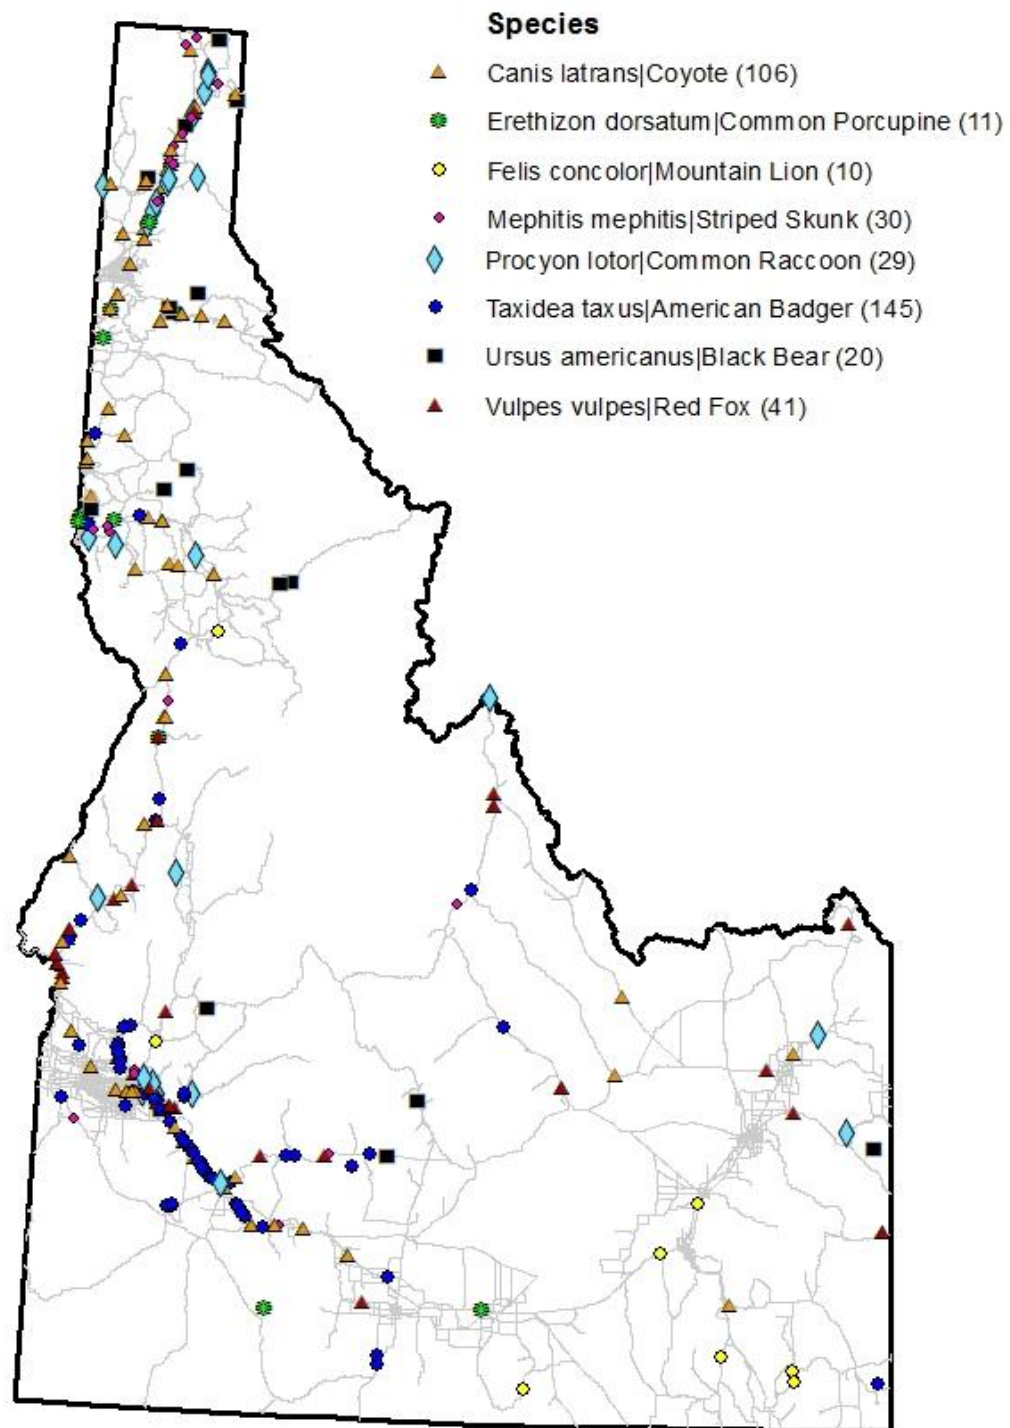 Species
Canis latrans|Coyote (106)
Erethizon dorsatum|Common Porcupine (11)
Felis concolor|Mountain Lion (10)
Mephitis mephitis|Striped Skunk (30)
Procyon lotor|Common Raccoon (29)
Taxidea taxus|American Badger (145)
Ursus americanus|Black Bear (20)
Vulpes vulpes|Red Fox (41)